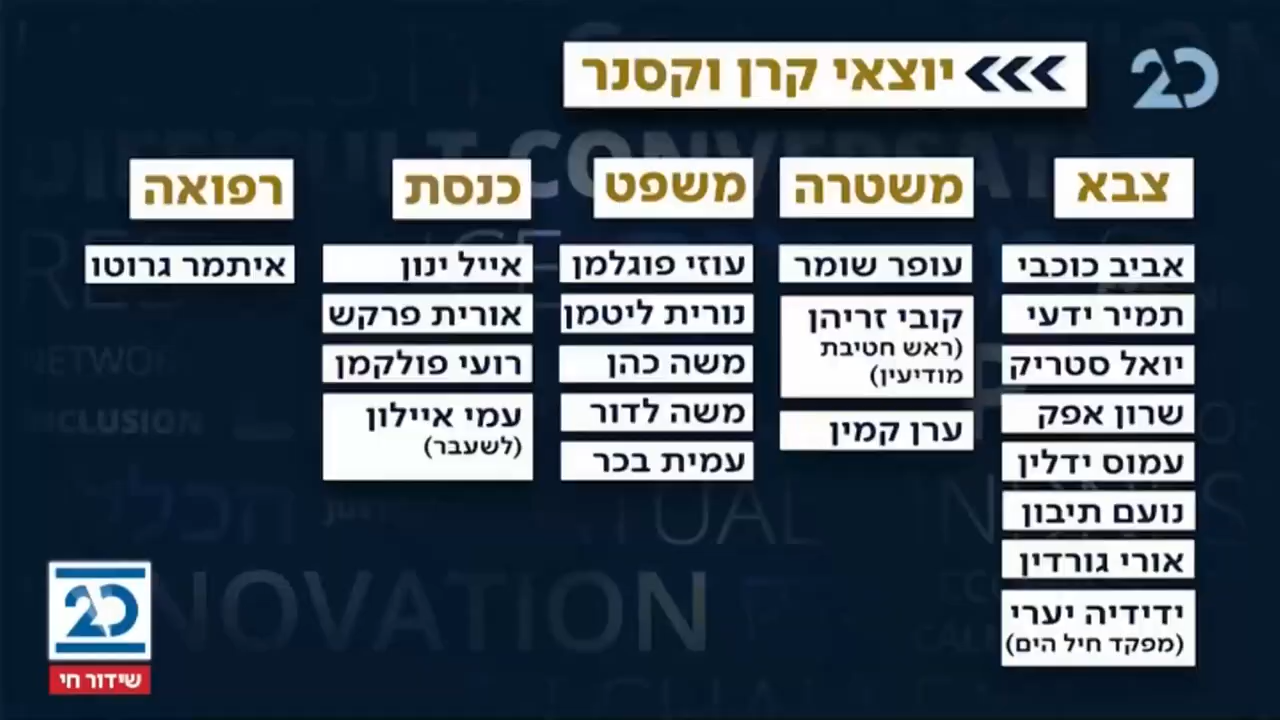 יוצאי קרן וקסנר
20
צבא
אביב כוכבי
תמיר ידעי
יואל סטריק
שרון אפק
עמוס ידלין
נועם תיבון
אורי גורדין
ידידיה יערי
(מפקד חיל הים)
משטרה
עופר שומר
קובי זריהן
(ראש חטיבת
מודיעין)
ערן קמין
משפט
עוזי פוגלמן
נורית ליטמן
משה כהן
משה לדור
עמית בכר
כנסת
אייל ינון
אורית פרקש
רועי פולקמן
עמי איילון
(לשעבר)
רפואה
איתמר גרוטו
20
שידור חי
NOVATION